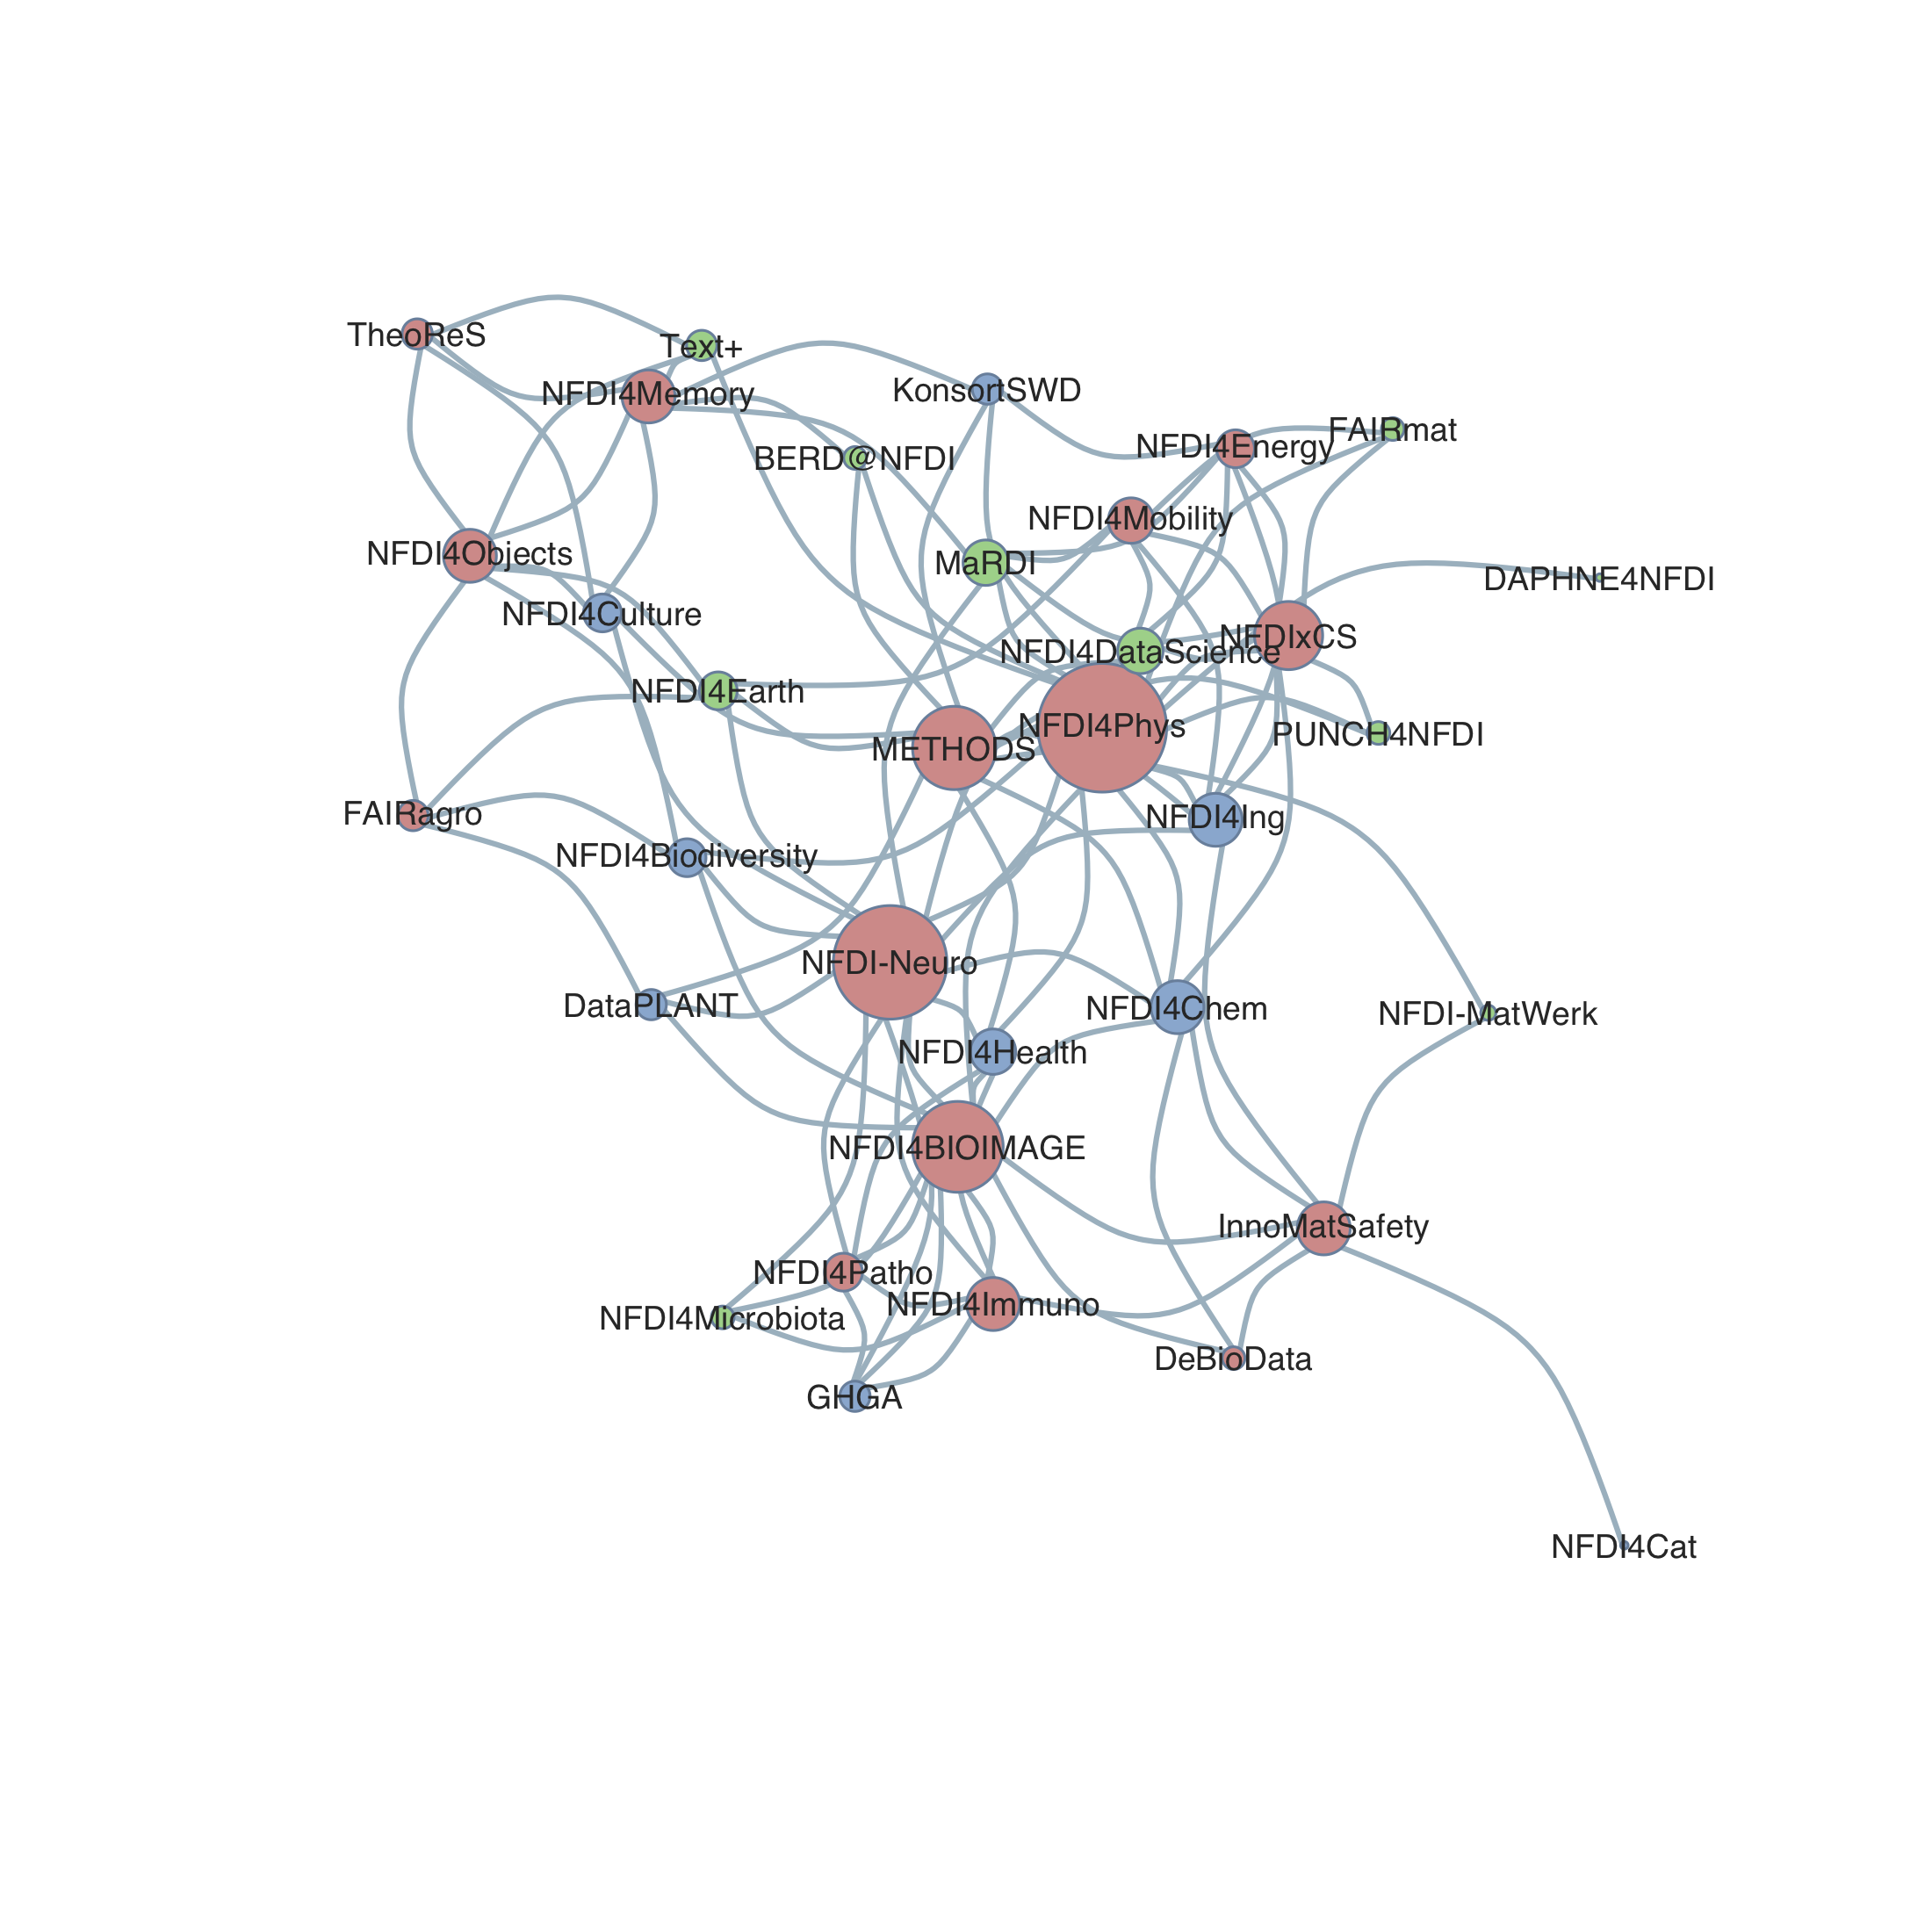 TheoReS
Text+
NFDI4Memory
KonsortSWD
BERD@NFDI
NFDI4Energy
FAIRmat
NFDI4Mobility
NFDI4Objects
MaRDI
DAPHNE4NFDI
NFDI4Culture
NFDI4DataScience
NFDIxCS
NFDI4Earth
NFDI4Phys
METHODS
PUNCH4NFDI
FAIRagro
NFDI4Ing
NFDI4Biodiversity
NFDI-Neuro
DataPLANT
NFDI4Chem
NFDI-MatWerk
NFDI4Health
NFDI4BIOIMAGE
InnoMatSafety
NFDI4Patho
NFDI4Immuno
NFDI4Microbiota
DeBioData
GHGA
NFDI4Cat